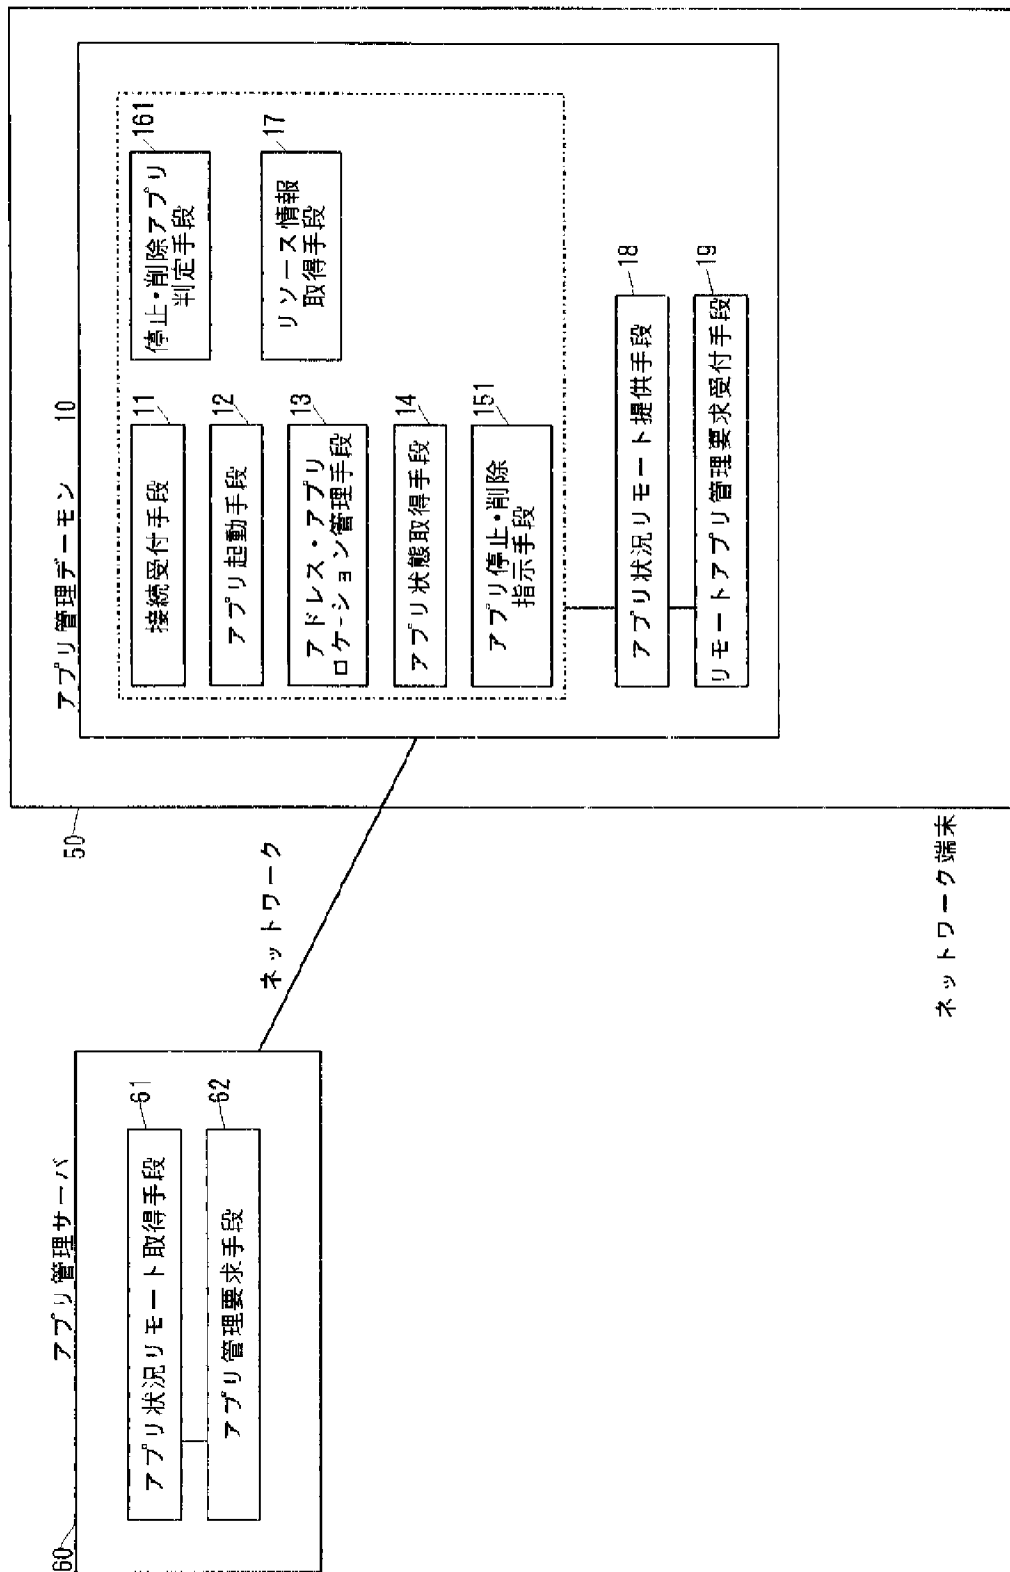 アプリ管理サーバ
60
アプリ状況リモート取得手段
61
アプリ管理要求手段
62
ネットワーク
50
ネットワーク端末
アプリ管理デーモン 10
接続受付手段
11
アプリ起動手段
12
アドレス・アプリ
ロケーション管理手段
13
アプリ状態取得手段
14
アプリ停止・削除
指示手段
151
停止・削除アプリ
判定手段
161
リソース情報
取得手段
17
アプリ状況リモート提供手段
18
リモートアプリ管理要求受付手段
19